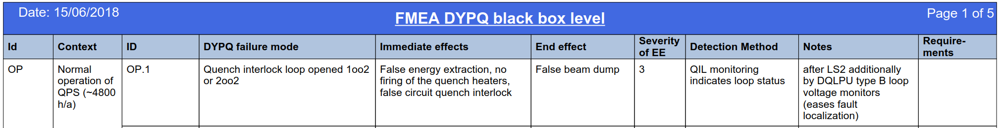 Date: 15/06/2018
FMEA DYPQ black box level
Page 1 of 5
Id
Context
ID
DYPQ failure mode
Immediate effects
End effect
Severity
of EE
Detection Method
Notes
Require-
ments
OP
Normal
operation of
QPS (~4800
h/a)
OP.1
Quench interlock loop opened 1oo2
or 2oo2
False energy extraction, no
firing of the quench heaters,
false circuit quench interlock
False beam dump
3
QIL monitoring
indicates loop status
after LS2 additionally
by DQLPU type B loop
voltage monitors
(eases fault
localization)